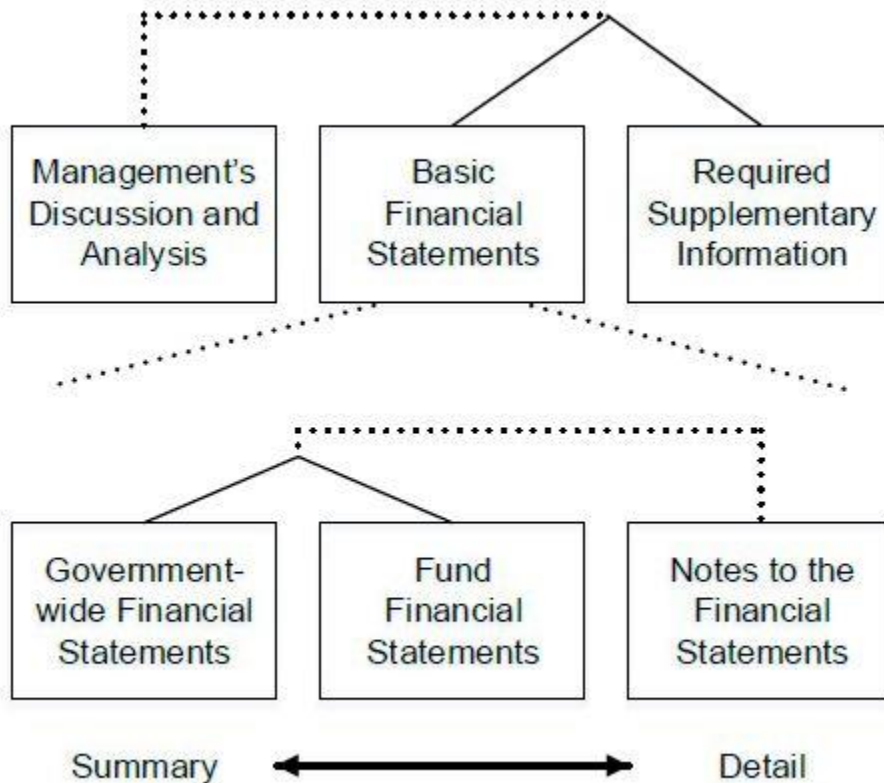 Management's
Discussion and
Analysis
Basic
Financial
Statements
Required
Supplementary
Information
Government-
wide Financial
Statements
Fund
Financial
Statements
Notes to the
Financial
Statements
Summary
Detail